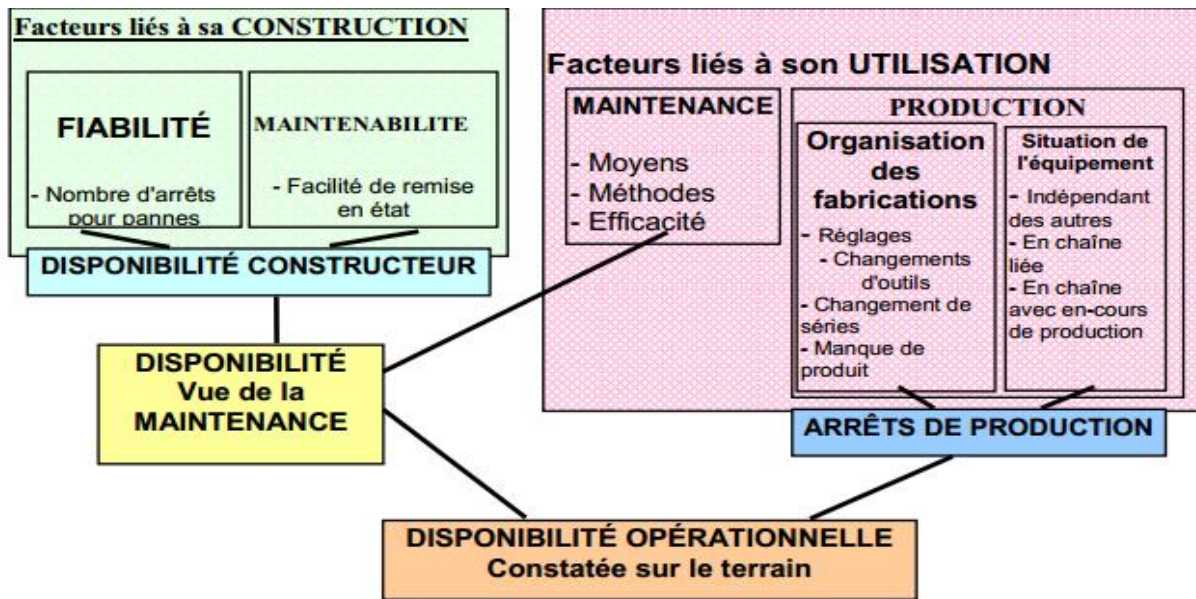 Facteurs liés à sa CONSTRUCTION
FIABILITÉ
- Nombre d'arrêts
pour pannes
MAINTENABILITE
- Facilité de remise
en état
DISPONIBILITÉ CONSTRUCTEUR
Facteurs liés à son UTILISATION
MAINTENANCE
- Moyens
- Méthodes
- Efficacité
PRODUCTION
Organisation
des
fabrications
- Réglages
- Changements
d'outils
- Changement de
séries
- Manque de
produit
Situation de
l'équipement
- Indépendant
des autres
- En chaîne
liée
- En chaîne
avec en-cours
de production
ARRÊTS DE PRODUCTION
DISPONIBILITÉ
Vue de la
MAINTENANCE
DISPONIBILITÉ OPÉRATIONNELLE
Constatée sur le terrain